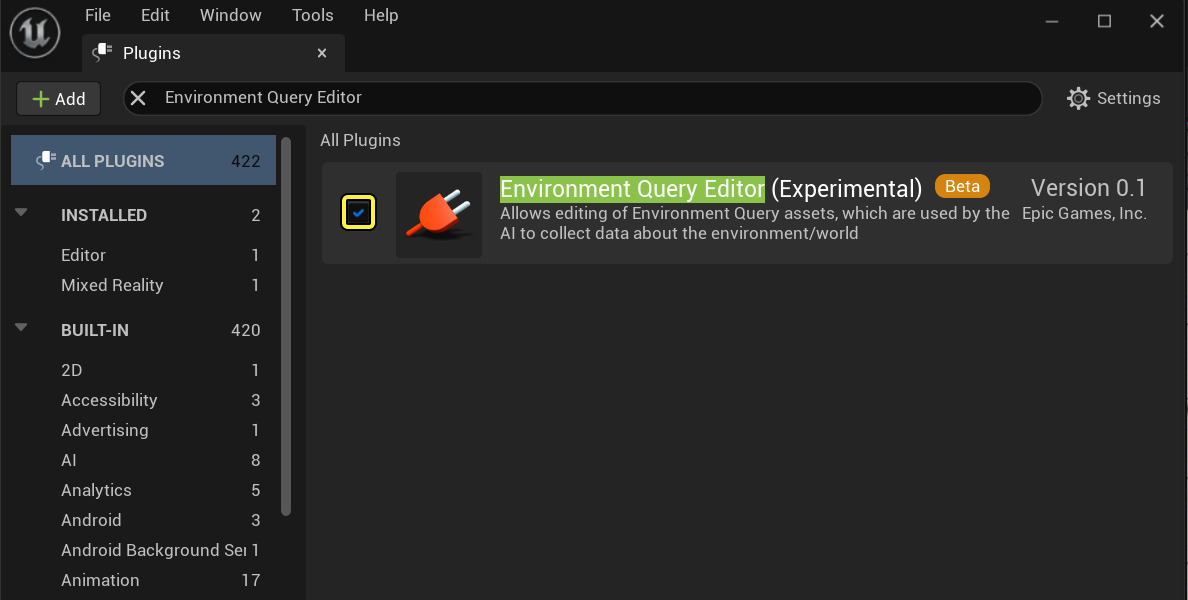 File Edit Window Tools Help
Plugins
Add Environment Query Editor Settings
ALL PLUGINS 422
INSTALLED 2
Editor 1
Mixed Reality 1
BUILT-IN 420
2D 1
Accessibility 3
Advertising 1
AI 8
Analytics 5
Android 3
Android Background Ser 1
Animation 17
All Plugins
Environment Query Editor (Experimental) Beta Version 0.1
Allows editing of Environment Query assets, which are used by the Epic Games, Inc.
AI to collect data about the environment/world